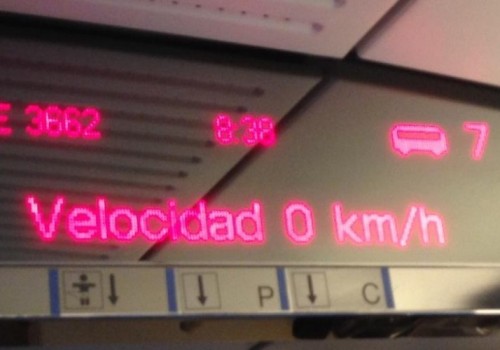 E 3662 8:38 7
Velocidad 0 km/h
P C